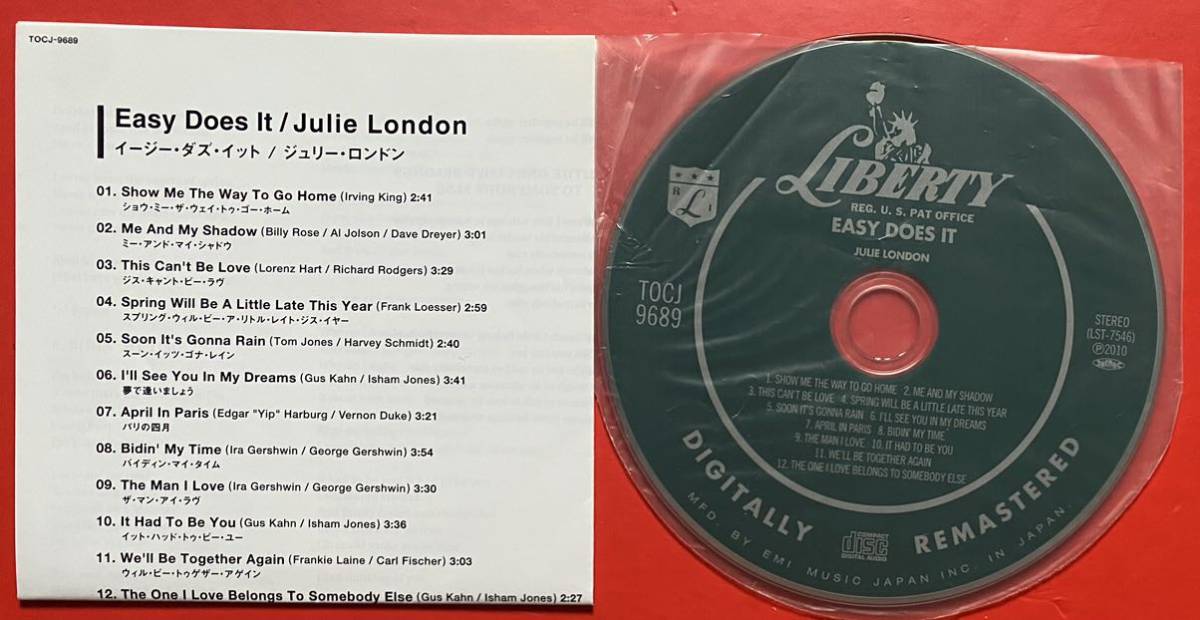 TOCJ-9689
Easy Does It / Julie London
イージー・ダズ・イット / ジュリー・ロンドン
01. Show Me The Way To Go Home (Irving King) 2:41
ショウ・ミー・ザ・ウェイ・トゥ・ゴー・ホーム
02. Me And My Shadow (Billy Rose / Al Jolson / Dave Dreyer) 3:01
ミー・アンド・マイ・シャドウ
03. This Can't Be Love (Lorenz Hart / Richard Rodgers) 3:29
ジス・キャント・ビー・ラヴ
04. Spring Will Be A Little Late This Year (Frank Loesser) 2:59
スプリング・ウィル・ビー・ア・リトル・レイト・ジス・イヤー
05. Soon It's Gonna Rain (Tom Jones / Harvey Schmidt) 2:40
スーン・イッツ・ゴナ・レイン
06. I'll See You In My Dreams (Gus Kahn / Isham Jones) 3:41
夢で逢いましょう
07. April In Paris (Edgar "Yip" Harburg / Vernon Duke) 3:21
パリの四月
08. Bidin' My Time (Ira Gershwin / George Gershwin) 3:54
バイディン・マイ・タイム
09. The Man I Love (Ira Gershwin / George Gershwin) 3:30
ザ・マン・アイ・ラヴ
10. It Had To Be You (Gus Kahn / Isham Jones) 3:36
イット・ハッド・トゥ・ビー・ユー
11. We'll Be Together Again (Frankie Laine / Carl Fischer) 3:03
ウィル・ビー・トゥゲザー・アゲイン
12. The One I Love Belongs To Somebody Else (Gus Kahn / Isham Jones) 2:27
LIBERTY
REG. U. S. PAT OFFICE
EASY DOES IT
JULIE LONDON
TOCJ
9689
STEREO
(LST-7546)
Ⓟ2010
1. SHOW ME THE WAY TO GO HOME 2. ME AND MY SHADOW
3. THIS CAN'T BE LOVE 4. SPRING WILL BE A LITTLE LATE THIS YEAR
5. SOON IT'S GONNA RAIN 6. I'LL SEE YOU IN MY DREAMS
7. APRIL IN PARIS 8. BIDIN' MY TIME
9. THE MAN I LOVE 10. IT HAD TO BE YOU
11. WE'LL BE TOGETHER AGAIN
12. THE ONE I LOVE BELONGS TO SOMEBODY ELSE
DIGITALLY REMASTERED
COMPACT
disc
DIGITAL AUDIO
MFD. BY EMI MUSIC JAPAN INC. IN JAPAN.